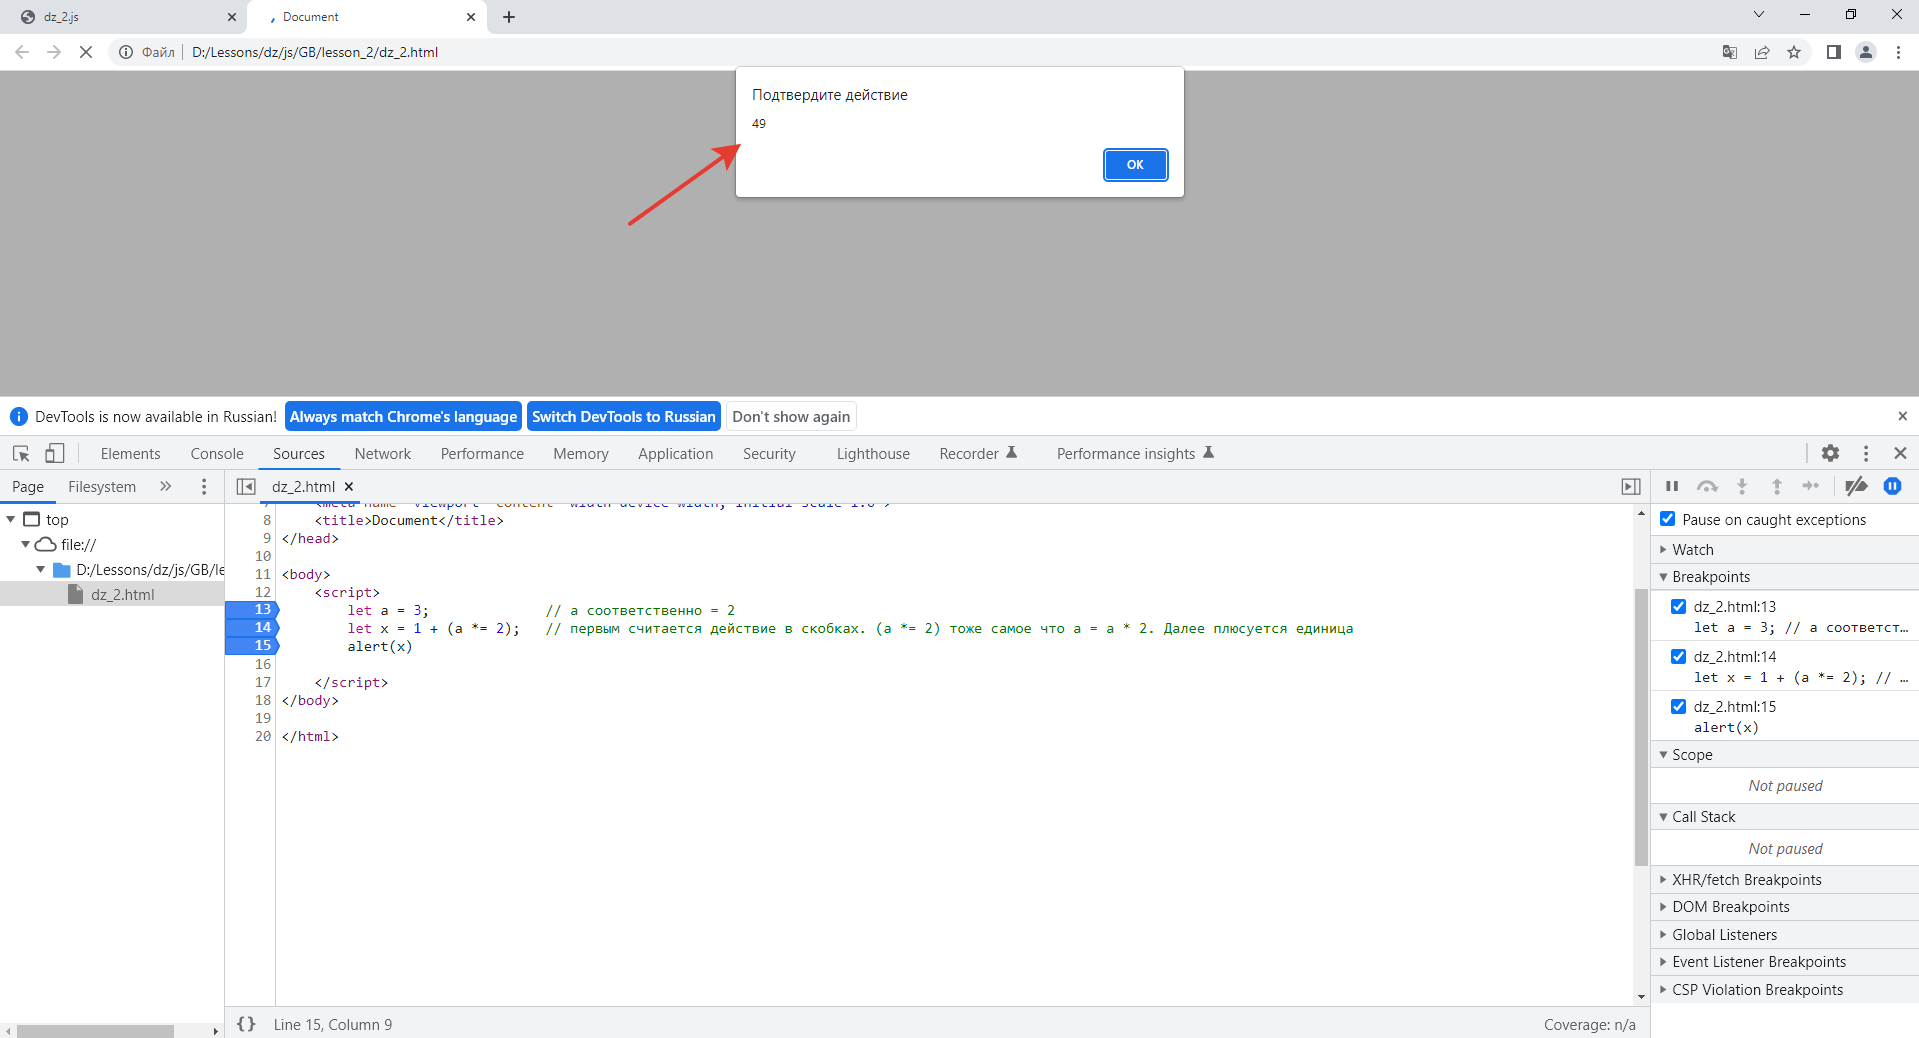 dz_2.js
Document
Файл
D:/Lessons/dz/js/GB/lesson_2/dz_2.html
Подтвердите действие
49
OK
DevTools is now available in Russian!
Always match Chrome's language
Switch DevTools to Russian
Don't show again
Elements
Console
Sources
Network
Performance
Memory
Application
Security
Lighthouse
Recorder
Performance insights
Page
Filesystem
top
file://
D:/Lessons/dz/js/GB/le
dz_2.html
dz_2.html
8 <title>Document</title>
9 </head>
10
11 <body>
12 <script>
13 let a = 3; // а соответственно = 2
14 let x = 1 + (a *= 2); // первым считается действие в скобках. (a *= 2) тоже самое что a = a * 2. Далее плюсуется единица
15 alert(x)
16
17 </script>
18 </body>
19
20 </html>
{} Line 15, Column 9
Coverage: n/a
Pause on caught exceptions
Watch
Breakpoints
dz_2.html:13
let a = 3; // а соответст…
dz_2.html:14
let x = 1 + (a *= 2); // …
dz_2.html:15
alert(x)
Scope
Not paused
Call Stack
Not paused
XHR/fetch Breakpoints
DOM Breakpoints
Global Listeners
Event Listener Breakpoints
CSP Violation Breakpoints